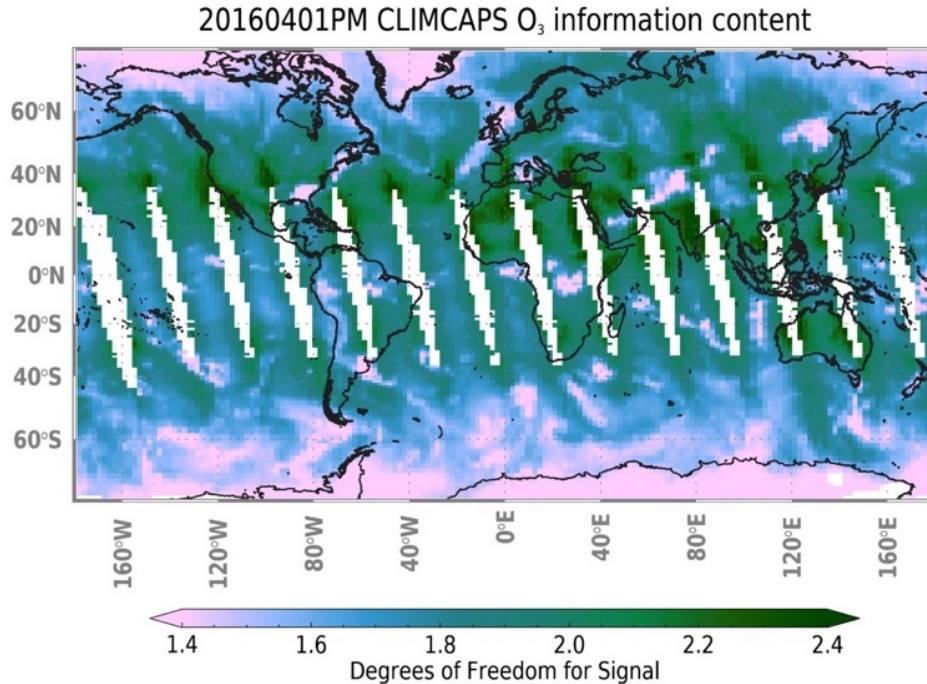 20160401PM CLIMCAPS O₃ information content
60°N
40°N
20°N
0°N
20°S
40°S
60°S
160°W
120°W
80°W
40°W
0°E
40°E
80°E
120°E
160°E
1.4 1.6 1.8 2.0 2.2 2.4
Degrees of Freedom for Signal